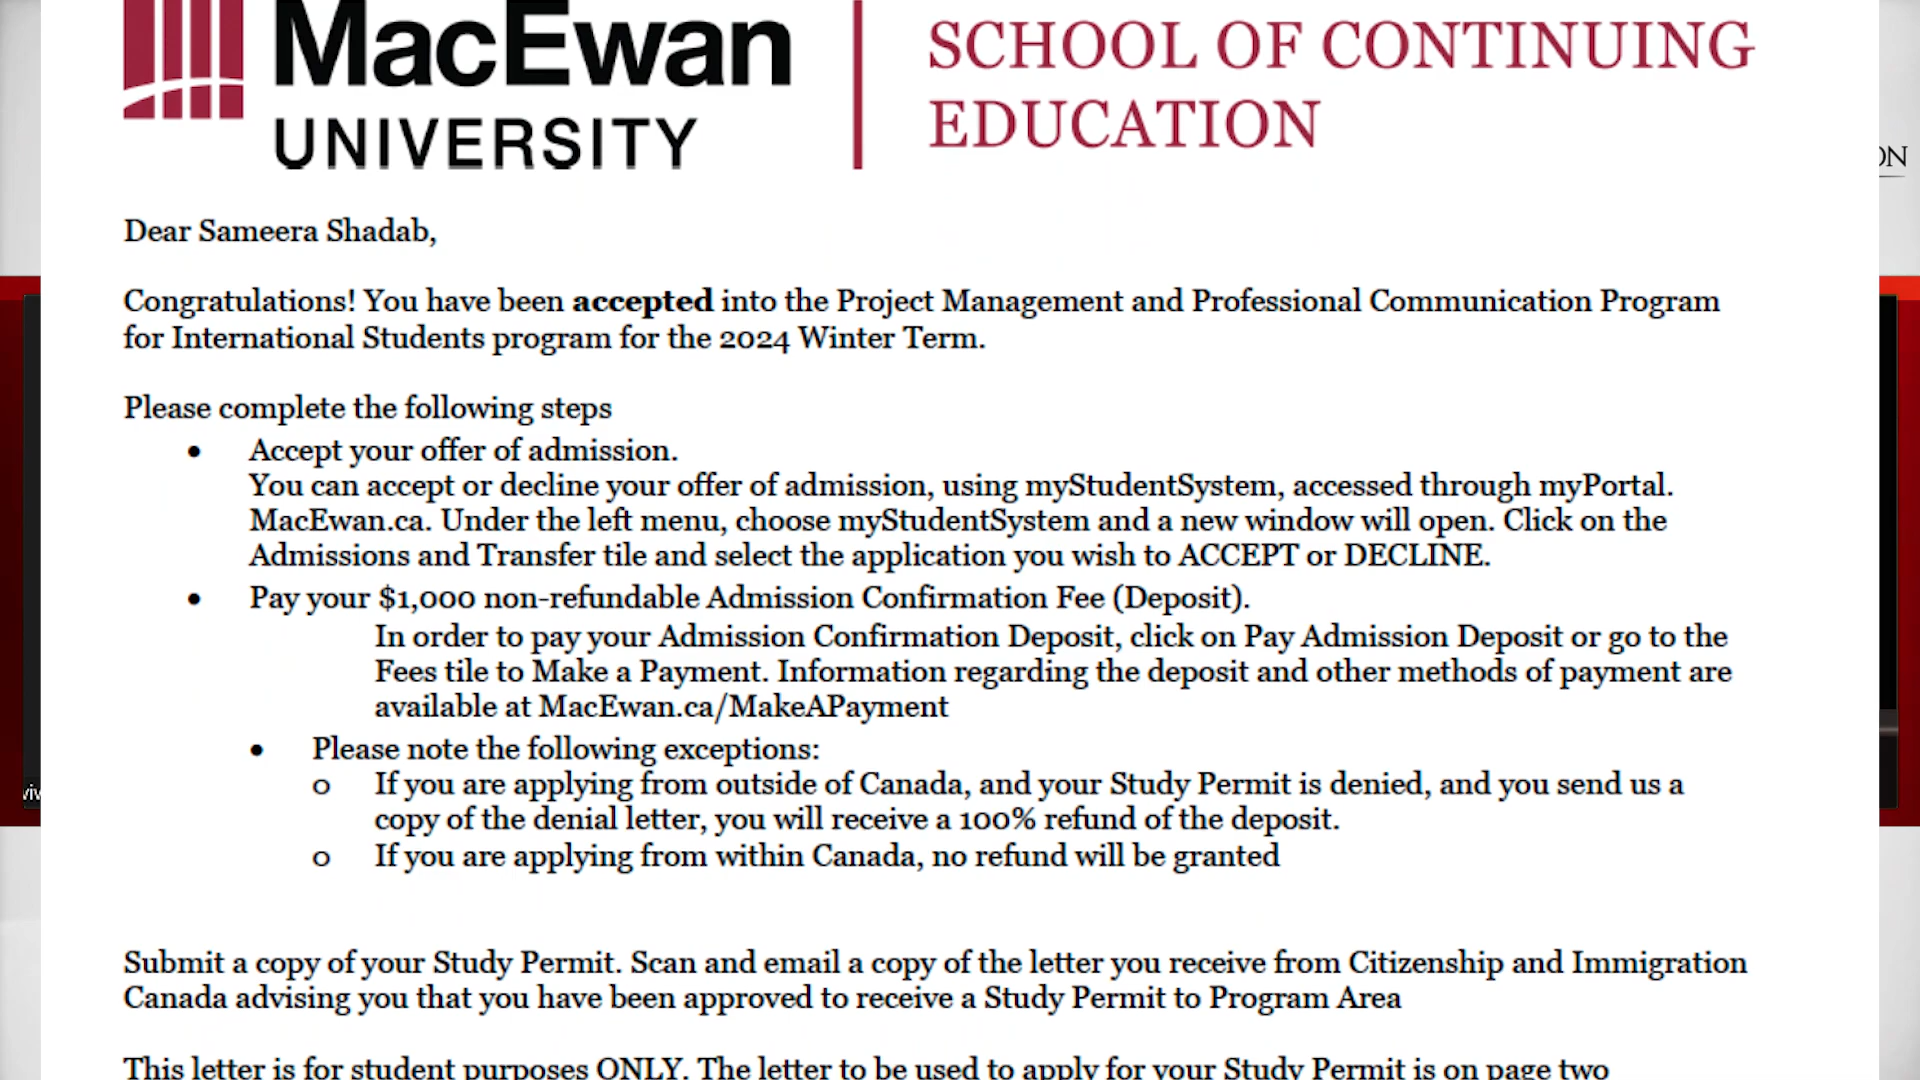 MacEwan
UNIVERSITY
SCHOOL OF CONTINUING
EDUCATION
Dear Sameera Shadab,
Congratulations! You have been accepted into the Project Management and Professional Communication Program
for International Students program for the 2024 Winter Term.
Please complete the following steps
• Accept your offer of admission.
You can accept or decline your offer of admission, using myStudentSystem, accessed through myPortal.
MacEwan.ca. Under the left menu, choose myStudentSystem and a new window will open. Click on the
Admissions and Transfer tile and select the application you wish to ACCEPT or DECLINE.
• Pay your $1,000 non-refundable Admission Confirmation Fee (Deposit).
In order to pay your Admission Confirmation Deposit, click on Pay Admission Deposit or go to the
Fees tile to Make a Payment. Information regarding the deposit and other methods of payment are
available at MacEwan.ca/MakeAPayment
• Please note the following exceptions:
o If you are applying from outside of Canada, and your Study Permit is denied, and you send us a
copy of the denial letter, you will receive a 100% refund of the deposit.
o If you are applying from within Canada, no refund will be granted
Submit a copy of your Study Permit. Scan and email a copy of the letter you receive from Citizenship and Immigration
Canada advising you that you have been approved to receive a Study Permit to Program Area
This letter is for student purposes ONLY. The letter to be used to apply for your Study Permit is on page two